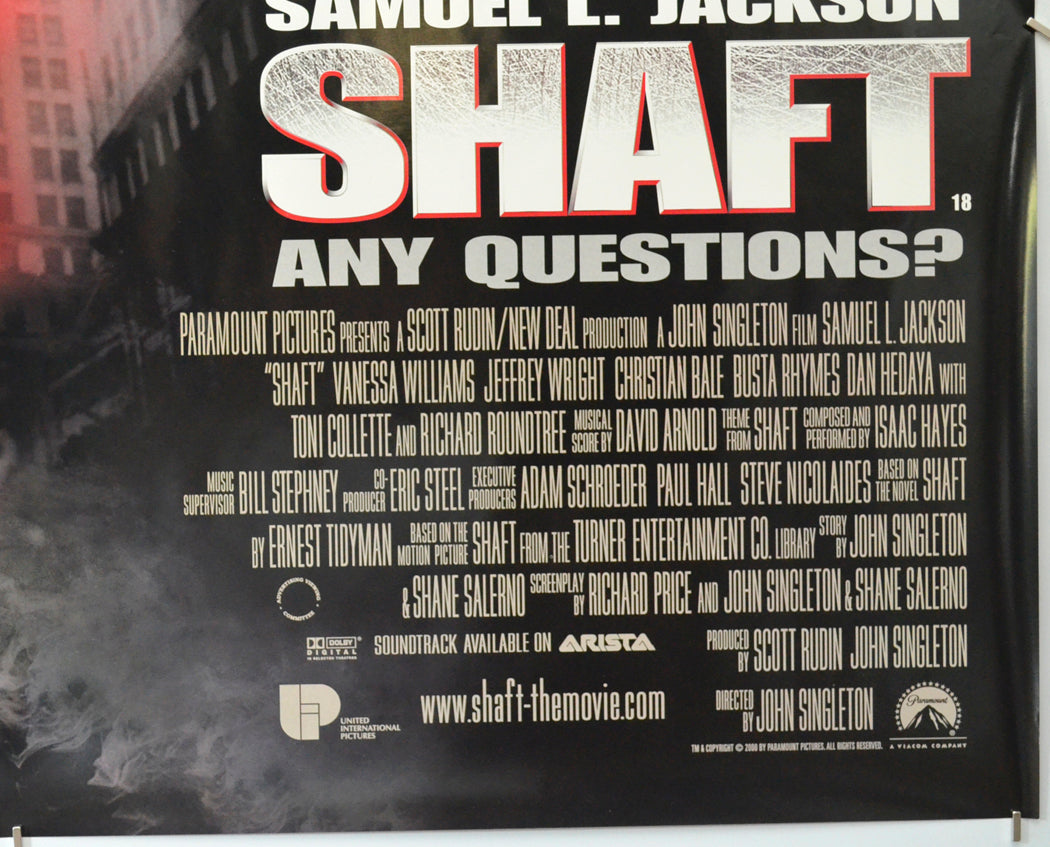 SAMUEL L. JACKSON
SHAFT
18
ANY QUESTIONS?
PARAMOUNT PICTURES PRESENTS A SCOTT RUDIN/NEW DEAL PRODUCTION A JOHN SINGLETON FILM SAMUEL L. JACKSON
"SHAFT" VANESSA WILLIAMS JEFFREY WRIGHT CHRISTIAN BALE BUSTA RHYMES DAN HEDAYA WITH
TONI COLLETTE AND RICHARD ROUNDTREE MUSICAL SCORE BY DAVID ARNOLD THEME FROM SHAFT COMPOSED AND PERFORMED BY ISAAC HAYES
MUSIC SUPERVISOR BILL STEPHNEY CO-PRODUCER ERIC STEEL EXECUTIVE PRODUCERS ADAM SCHROEDER PAUL HALL STEVE NICOLAIDES BASED ON THE NOVEL SHAFT
BY ERNEST TIDYMAN BASED ON THE MOTION PICTURE SHAFT FROM THE TURNER ENTERTAINMENT CO. LIBRARY STORY BY JOHN SINGLETON
& SHANE SALERNO SCREENPLAY BY RICHARD PRICE AND JOHN SINGLETON & SHANE SALERNO
ADVERTISING VIEWING COMMITTEE
DOLBY DIGITAL
IN SELECTED THEATRES
SOUNDTRACK AVAILABLE ON ARISTA
PRODUCED BY SCOTT RUDIN JOHN SINGLETON
UIP UNITED INTERNATIONAL PICTURES
www.shaft-themovie.com
DIRECTED BY JOHN SINGLETON
Paramount
A VIACOM COMPANY
TM & COPYRIGHT © 2000 BY PARAMOUNT PICTURES. ALL RIGHTS RESERVED.